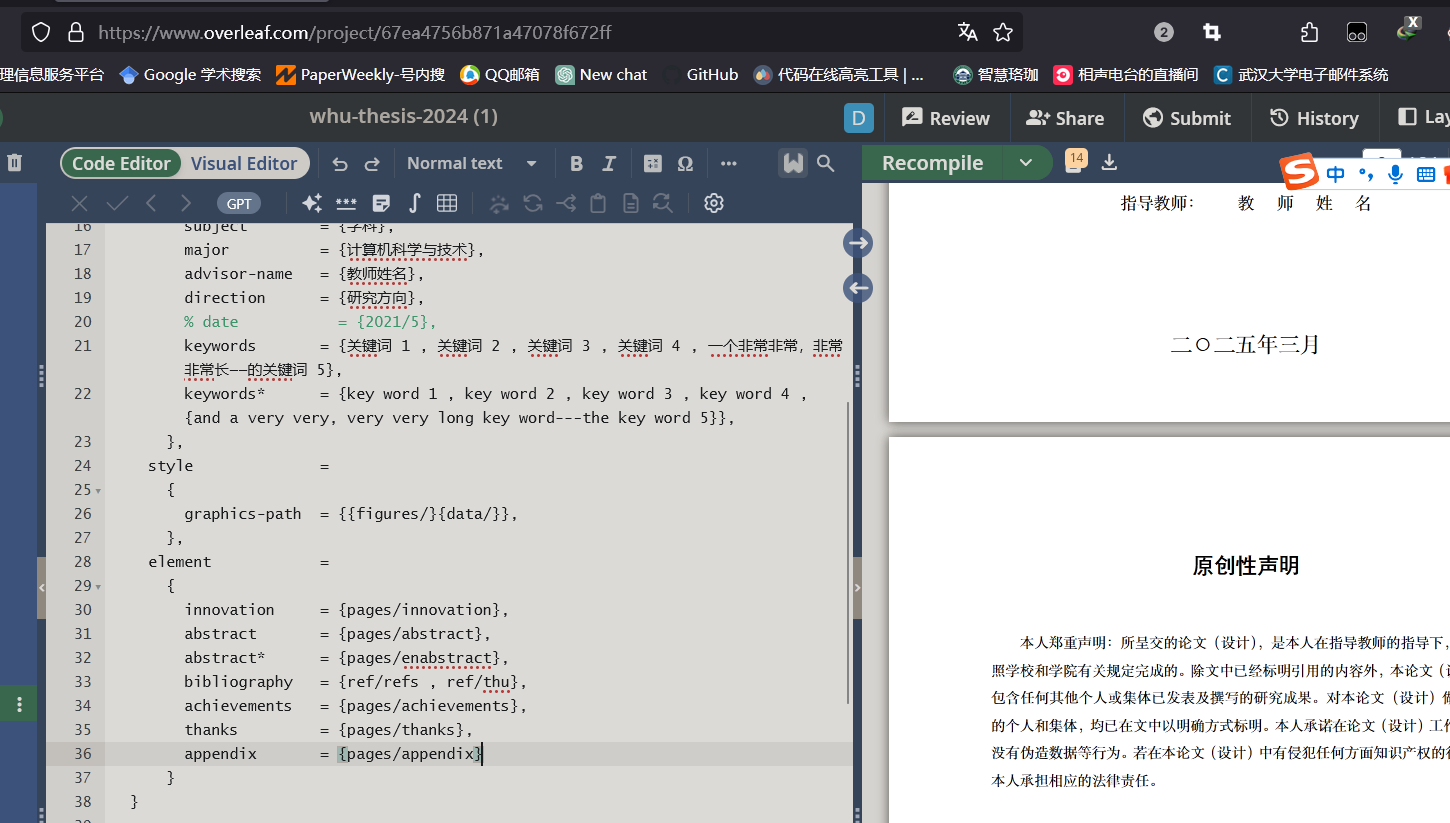 https://www.overleaf.com/project/67ea4756b871a47078f672ff
2
X
理信息服务平台 Google 学术搜索 PaperWeekly-号内搜 QQ邮箱 New chat GitHub 代码在线高亮工具 | ... 智慧珞珈 相声电台的直播间 武汉大学电子邮件系统
whu-thesis-2024 (1) D Review Share Submit History Lay
Code Editor Visual Editor Normal text B I Ω ••• Recompile 14
S 中
GPT
16 subject = {学科},
17 major = {计算机科学与技术},
18 advisor-name = {教师姓名},
19 direction = {研究方向},
20 % date = {2021/5},
21 keywords = {关键词 1 , 关键词 2 , 关键词 3 , 关键词 4 , 一个非常非常，非常
非常长——的关键词 5},
22 keywords* = {key word 1 , key word 2 , key word 3 , key word 4 ,
{and a very very, very very long key word---the key word 5}},
23 },
24 style =
25 {
26 graphics-path = {{figures/}{data/}},
27 },
28 element =
29 {
30 innovation = {pages/innovation},
31 abstract = {pages/abstract},
32 abstract* = {pages/enabstract},
33 bibliography = {ref/refs , ref/thu},
34 achievements = {pages/achievements},
35 thanks = {pages/thanks},
36 appendix = {pages/appendix}
37 }
38 }
指导教师： 教 师 姓 名
二〇二五年三月
原创性声明
本人郑重声明：所呈交的论文（设计），是本人在指导教师的指导下，
照学校和学院有关规定完成的。除文中已经标明引用的内容外，本论文（
包含任何其他个人或集体已发表及撰写的研究成果。对本论文（设计）
的个人和集体，均已在文中以明确方式标明。本人承诺在论文（设计）工
没有伪造数据等行为。若在本论文（设计）中有侵犯任何方面知识产权的
本人承担相应的法律责任。